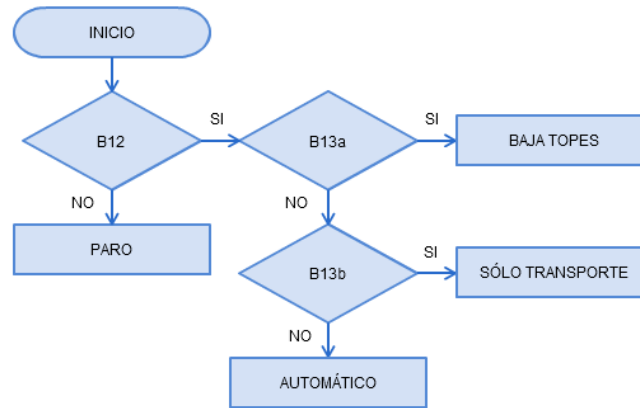 INICIO
B12
SI
B13a
SI
BAJA TOPES
NO
PARO
NO
B13b
SI
SÓLO TRANSPORTE
NO
AUTOMÁTICO